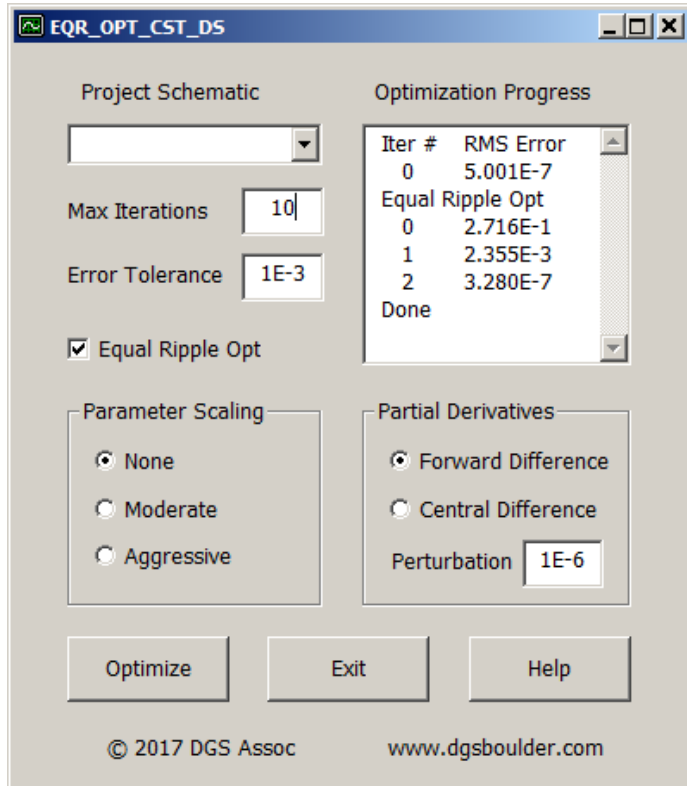 EQR_OPT_CST_DS
Project Schematic
Max Iterations 10
Error Tolerance 1E-3
Equal Ripple Opt
Optimization Progress
Iter # RMS Error
0 5.001E-7
Equal Ripple Opt
0 2.716E-1
1 2.355E-3
2 3.280E-7
Done
Parameter Scaling
None
Moderate
Aggressive
Partial Derivatives
Forward Difference
Central Difference
Perturbation 1E-6
Optimize Exit Help
© 2017 DGS Assoc www.dgsboulder.com